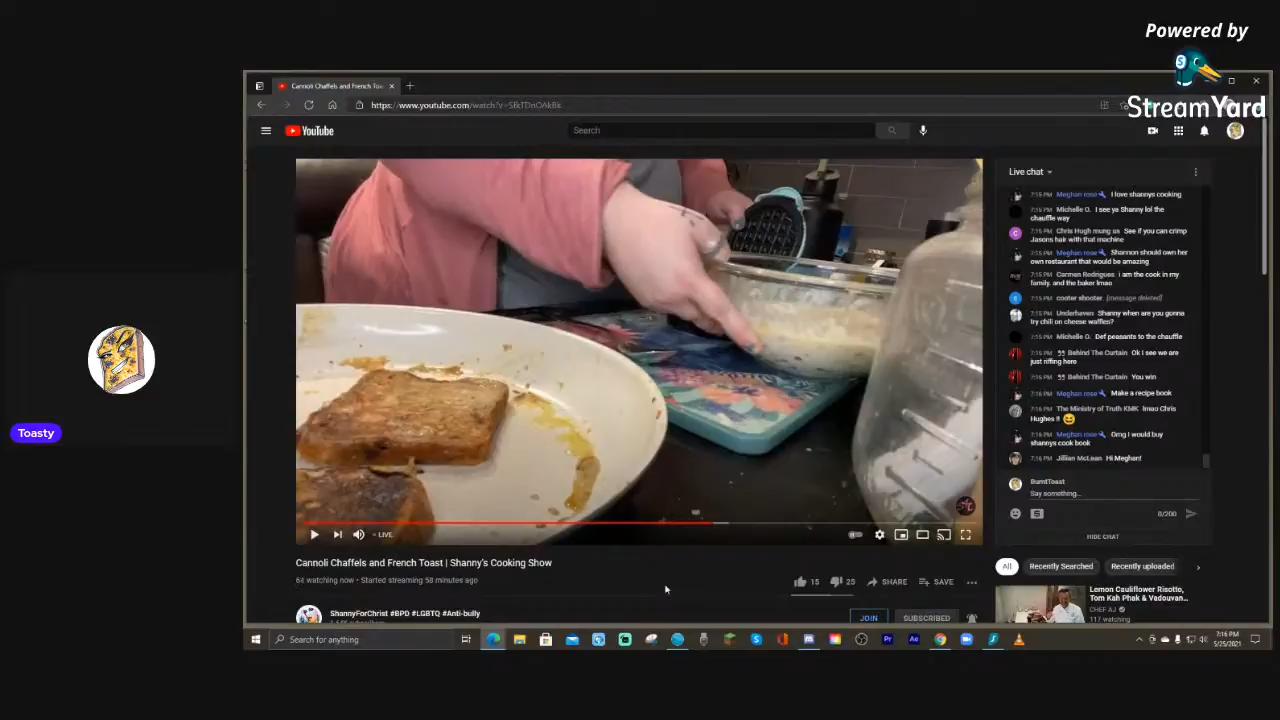 Powered by
StreamYard
Cannoli Chaffels and French To
https://www.youtube.com/watch?v=
YouTube
Search
Live chat
7:15 PM Meghan rose I love shannys cooking
7:15 PM Michelle O. I see ya Shanny lol the
chauffle way
7:15 PM Chris Hugh mung us See if you can crimp
Jasons hair with that machine
7:15 PM Meghan rose Shannon should own her
own restaurant that would be amazing
7:15 PM Carmen Rodrigues i am the cook in my
family. and the baker lmao
7:15 PM cooter shooter [message deleted]
7:15 PM Underhaven Shanny when are you gonna
try chili on cheese waffles?
7:15 PM Michelle O. Def peasants to the chauffle
7:15 PM Behind The Curtain Ok I see we are
just riffing here
7:15 PM Behind The Curtain You win
7:16 PM Meghan rose Make a recipe book
7:16 PM The Ministry of Truth KMK lmao Chris
Hughes !!
7:16 PM Meghan rose Omg I would buy
shannys cook book
7:16 PM Jillian McLean Hi Meghan!
BurntToast
Say something...
0/200
HIDE CHAT
Toasty
LIVE
Cannoli Chaffels and French Toast | Shanny's Cooking Show
64 watching now • Started streaming 58 minutes ago
15
25
SHARE
SAVE
All
Recently Searched
Recently uploaded
Lemon Cauliflower Risotto,
Tom Kah Phak & Vadouvan...
CHEF AJ
117 watching
ShannyForChrist #BPD #LGBTQ #Anti-bully
JOIN
SUBSCRIBED
Search for anything
7:16 PM
5/25/2021